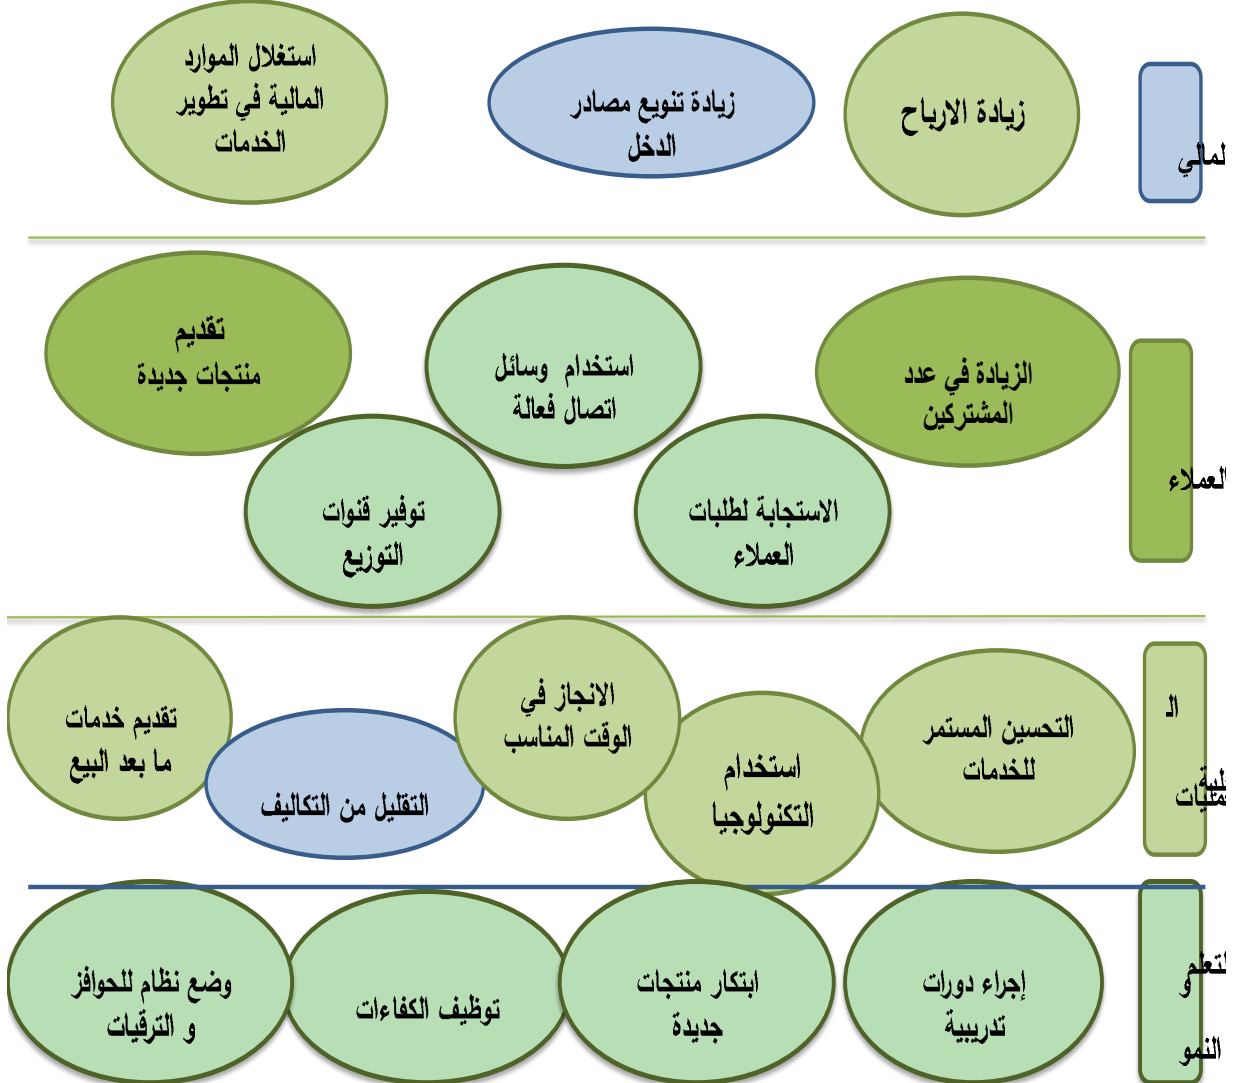 لمالي
زيادة الارباح
زيادة تنويع مصادر
الدخل
استغلال الموارد
المالية في تطوير
الخدمات
لعملاء
الزيادة في عدد
المشتركين
استخدام وسائل
اتصال فعالة
تقديم
منتجات جديدة
الاستجابة لطلبات
العملاء
توفير قنوات
التوزيع
الـ
التحسين المستمر
للخدمات
استخدام
التكنولوجيا
الانجاز في
الوقت المناسب
التقليل من التكاليف
تقديم خدمات
ما بعد البيع
لتعلم
و
النمو
إجراء دورات
تدريبية
ابتكار منتجات
جديدة
توظيف الكفاءات
وضع نظام للحوافز
و الترقيات